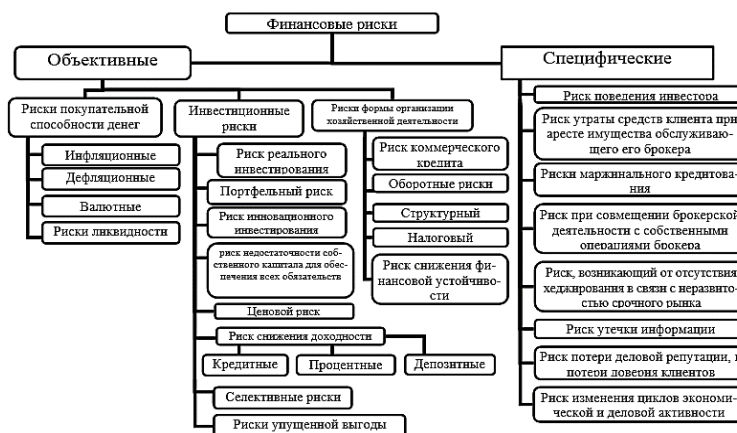 Финансовые риски
Объективные
Специфические
Риски покупательной
способности денег
Инфляционные
Дефляционные
Валютные
Риски ликвидности
Инвестиционные
риски
Риск реального
инвестирования
Портфельный риск
Риск инновационного
инвестирования
риск недостаточности соб-
ственного капитала для обес-
печения всех обязательств
Ценовой риск
Риск снижения доходности
Кредитные
Процентные
Депозитные
Селективные риски
Риски упущенной выгоды
Риски формы организации
хозяйственной деятельности
Риск коммерческого
кредита
Оборотные риски
Структурный
Налоговый
Риск снижения фи-
нансовой устойчиво-
сти
Риск поведения инвестора
Риск утраты средств клиента при
аресте имущества обслуживаю-
щего его брокера
Риски маржинального кредитова-
ния
Риск при совмещении брокерской
деятельности с собственными
операциями брокера
Риск, возникающий от отсутствия
хеджирования в связи с неразвито-
стью срочного рынка
Риск утечки информации
Риск потери деловой репутации,
потери доверия клиентов
Риск изменения циклов экономи-
ческой и деловой активности